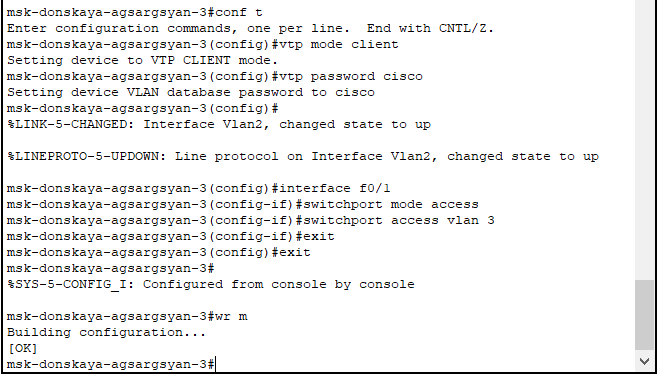 msk-donskaya-agsargsyan-3#conf t
Enter configuration commands, one per line.  End with CNTL/Z.
msk-donskaya-agsargsyan-3(config)#vtp mode client
Setting device to VTP CLIENT mode.
msk-donskaya-agsargsyan-3(config)#vtp password cisco
Setting device VLAN database password to cisco
msk-donskaya-agsargsyan-3(config)#
%LINK-5-CHANGED: Interface Vlan2, changed state to up
%LINEPROTO-5-UPDOWN: Line protocol on Interface Vlan2, changed state to up
msk-donskaya-agsargsyan-3(config)#interface f0/1
msk-donskaya-agsargsyan-3(config-if)#switchport mode access
msk-donskaya-agsargsyan-3(config-if)#switchport access vlan 3
msk-donskaya-agsargsyan-3(config-if)#exit
msk-donskaya-agsargsyan-3(config)#exit
msk-donskaya-agsargsyan-3#
%SYS-5-CONFIG_I: Configured from console by console
msk-donskaya-agsargsyan-3#wr m
Building configuration...
[OK]
msk-donskaya-agsargsyan-3#